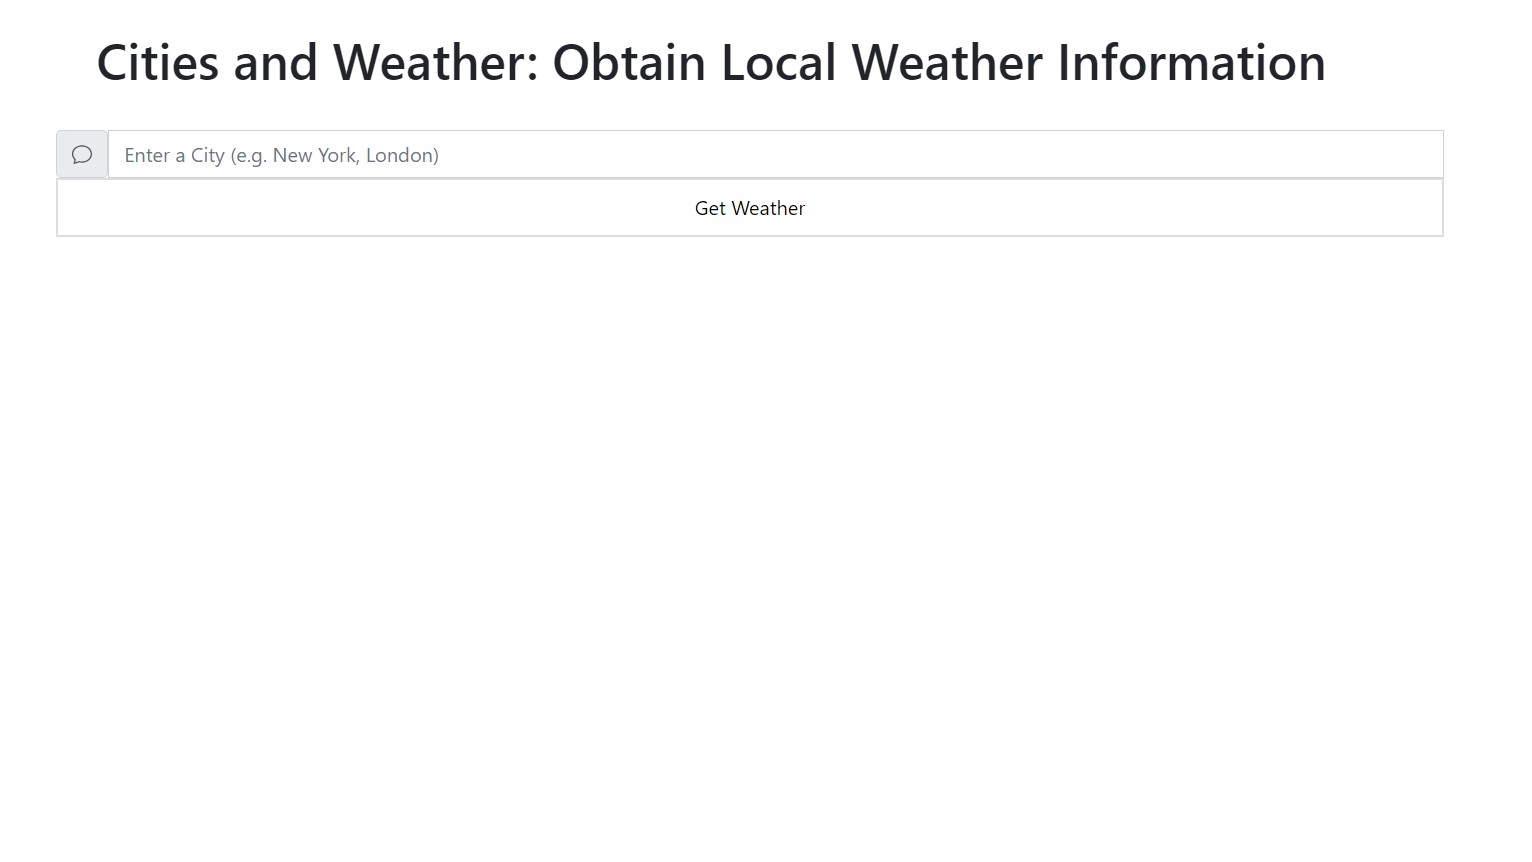 Cities and Weather: Obtain Local Weather Information
Enter a City (e.g. New York, London)
Get Weather